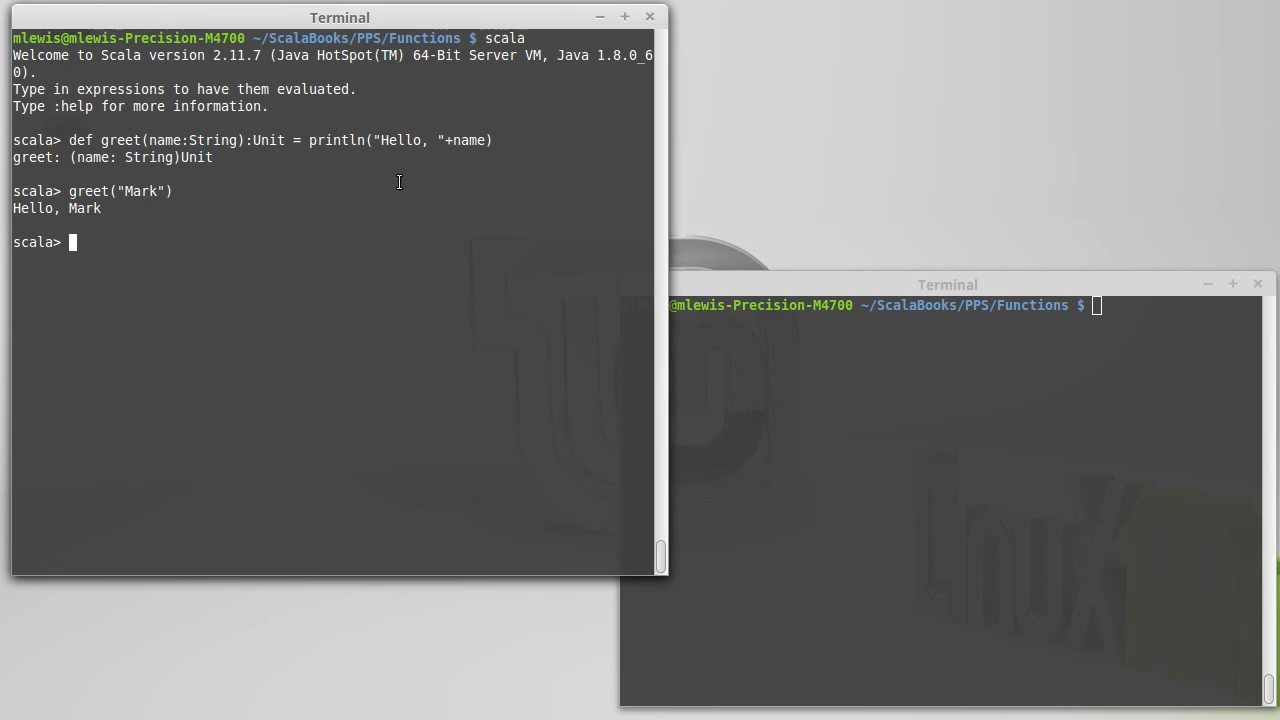 Terminal
mlewis@mlewis-Precision-M4700 ~/ScalaBooks/PPS/Functions $ scala
Welcome to Scala version 2.11.7 (Java HotSpot(TM) 64-Bit Server VM, Java 1.8.0_6
0).
Type in expressions to have them evaluated.
Type :help for more information.
scala> def greet(name:String):Unit = println("Hello, "+name)
greet: (name: String)Unit
scala> greet("Mark")
Hello, Mark
scala>
Terminal
@mlewis-Precision-M4700 ~/ScalaBooks/PPS/Functions $
Linux